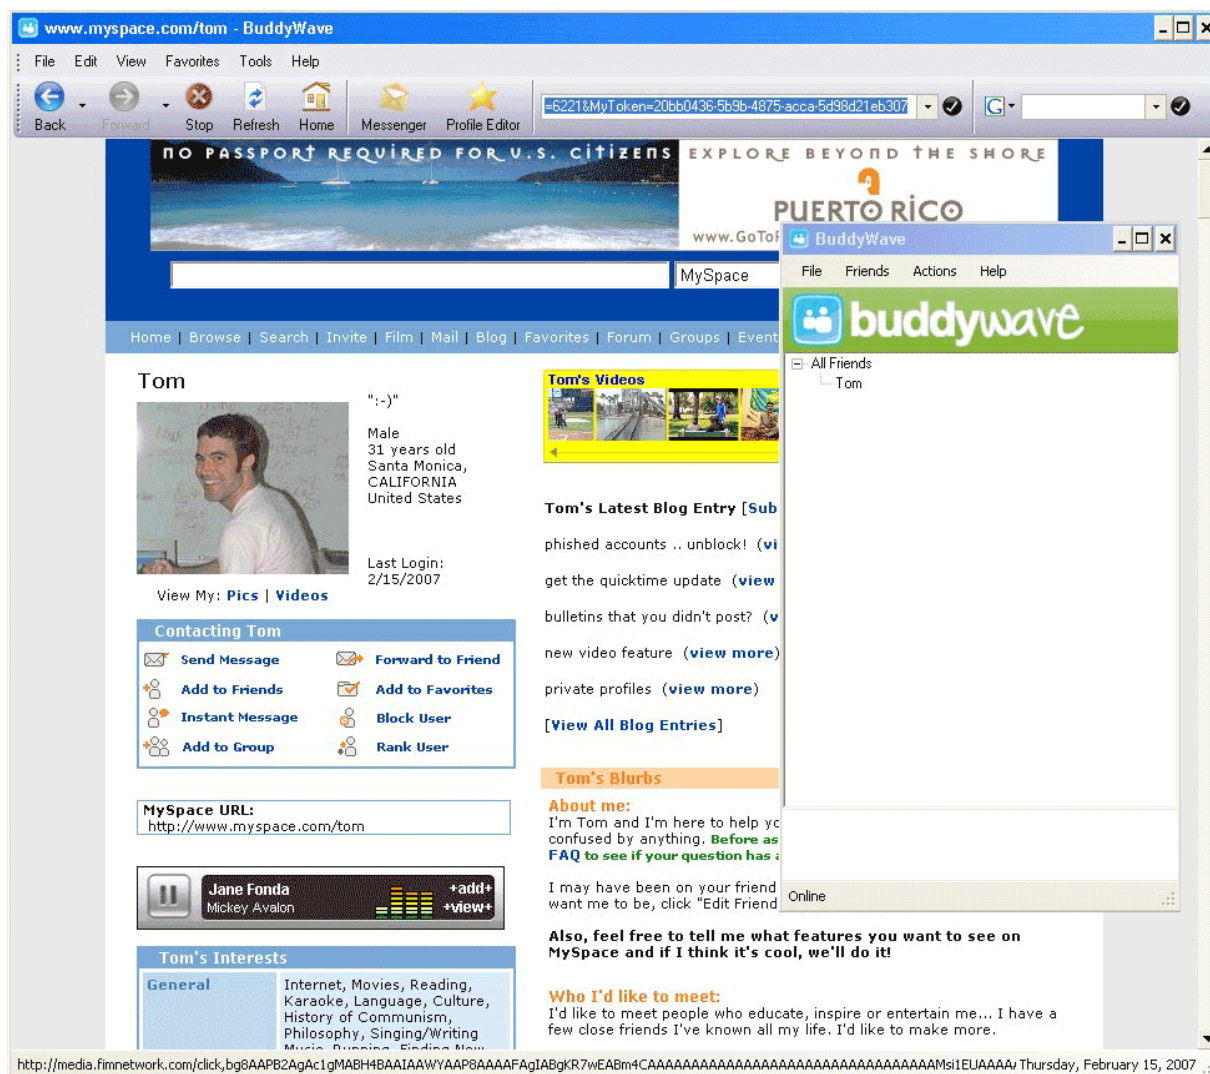 www.myspace.com/tom - BuddyWave
File Edit View Favorites Tools Help
Back Forward Stop Refresh Home Messenger Profile Editor =6221&MyToken=20bb0436-5b9b-4875-acca-5d98d21eb307 G
NO PASSPORT REQUIRED FOR U.S. CITIZENS EXPLORE BEYOND THE SHORE
PUERTO RICO
www.GoToP
MySpace
Home | Browse | Search | Invite | Film | Mail | Blog | Favorites | Forum | Groups | Event
Tom
":-)"
Male
31 years old
Santa Monica,
CALIFORNIA
United States
Last Login:
2/15/2007
View My: Pics | Videos
Contacting Tom
Send Message Forward to Friend
Add to Friends Add to Favorites
Instant Message Block User
Add to Group Rank User
MySpace URL:
http://www.myspace.com/tom
Jane Fonda +add+
Mickey Avalon +view+
Tom's Interests
General Internet, Movies, Reading,
Karaoke, Language, Culture,
History of Communism,
Philosophy, Singing/Writing
Music, Running, Finding New
Tom's Videos
Tom's Latest Blog Entry [Sub
phished accounts .. unblock! (vi
get the quicktime update (view
bulletins that you didn't post? (v
new video feature (view more)
private profiles (view more)
[View All Blog Entries]
Tom's Blurbs
About me:
I'm Tom and I'm here to help yo
confused by anything. Before as
FAQ to see if your question has a
I may have been on your friend
want me to be, click "Edit Friend
Also, feel free to tell me what features you want to see on
MySpace and if I think it's cool, we'll do it!
Who I'd like to meet:
I'd like to meet people who educate, inspire or entertain me... I have a
few close friends I've known all my life. I'd like to make more.
BuddyWave
File Friends Actions Help
buddywave
All Friends
Tom
Online
Thursday, February 15, 2007